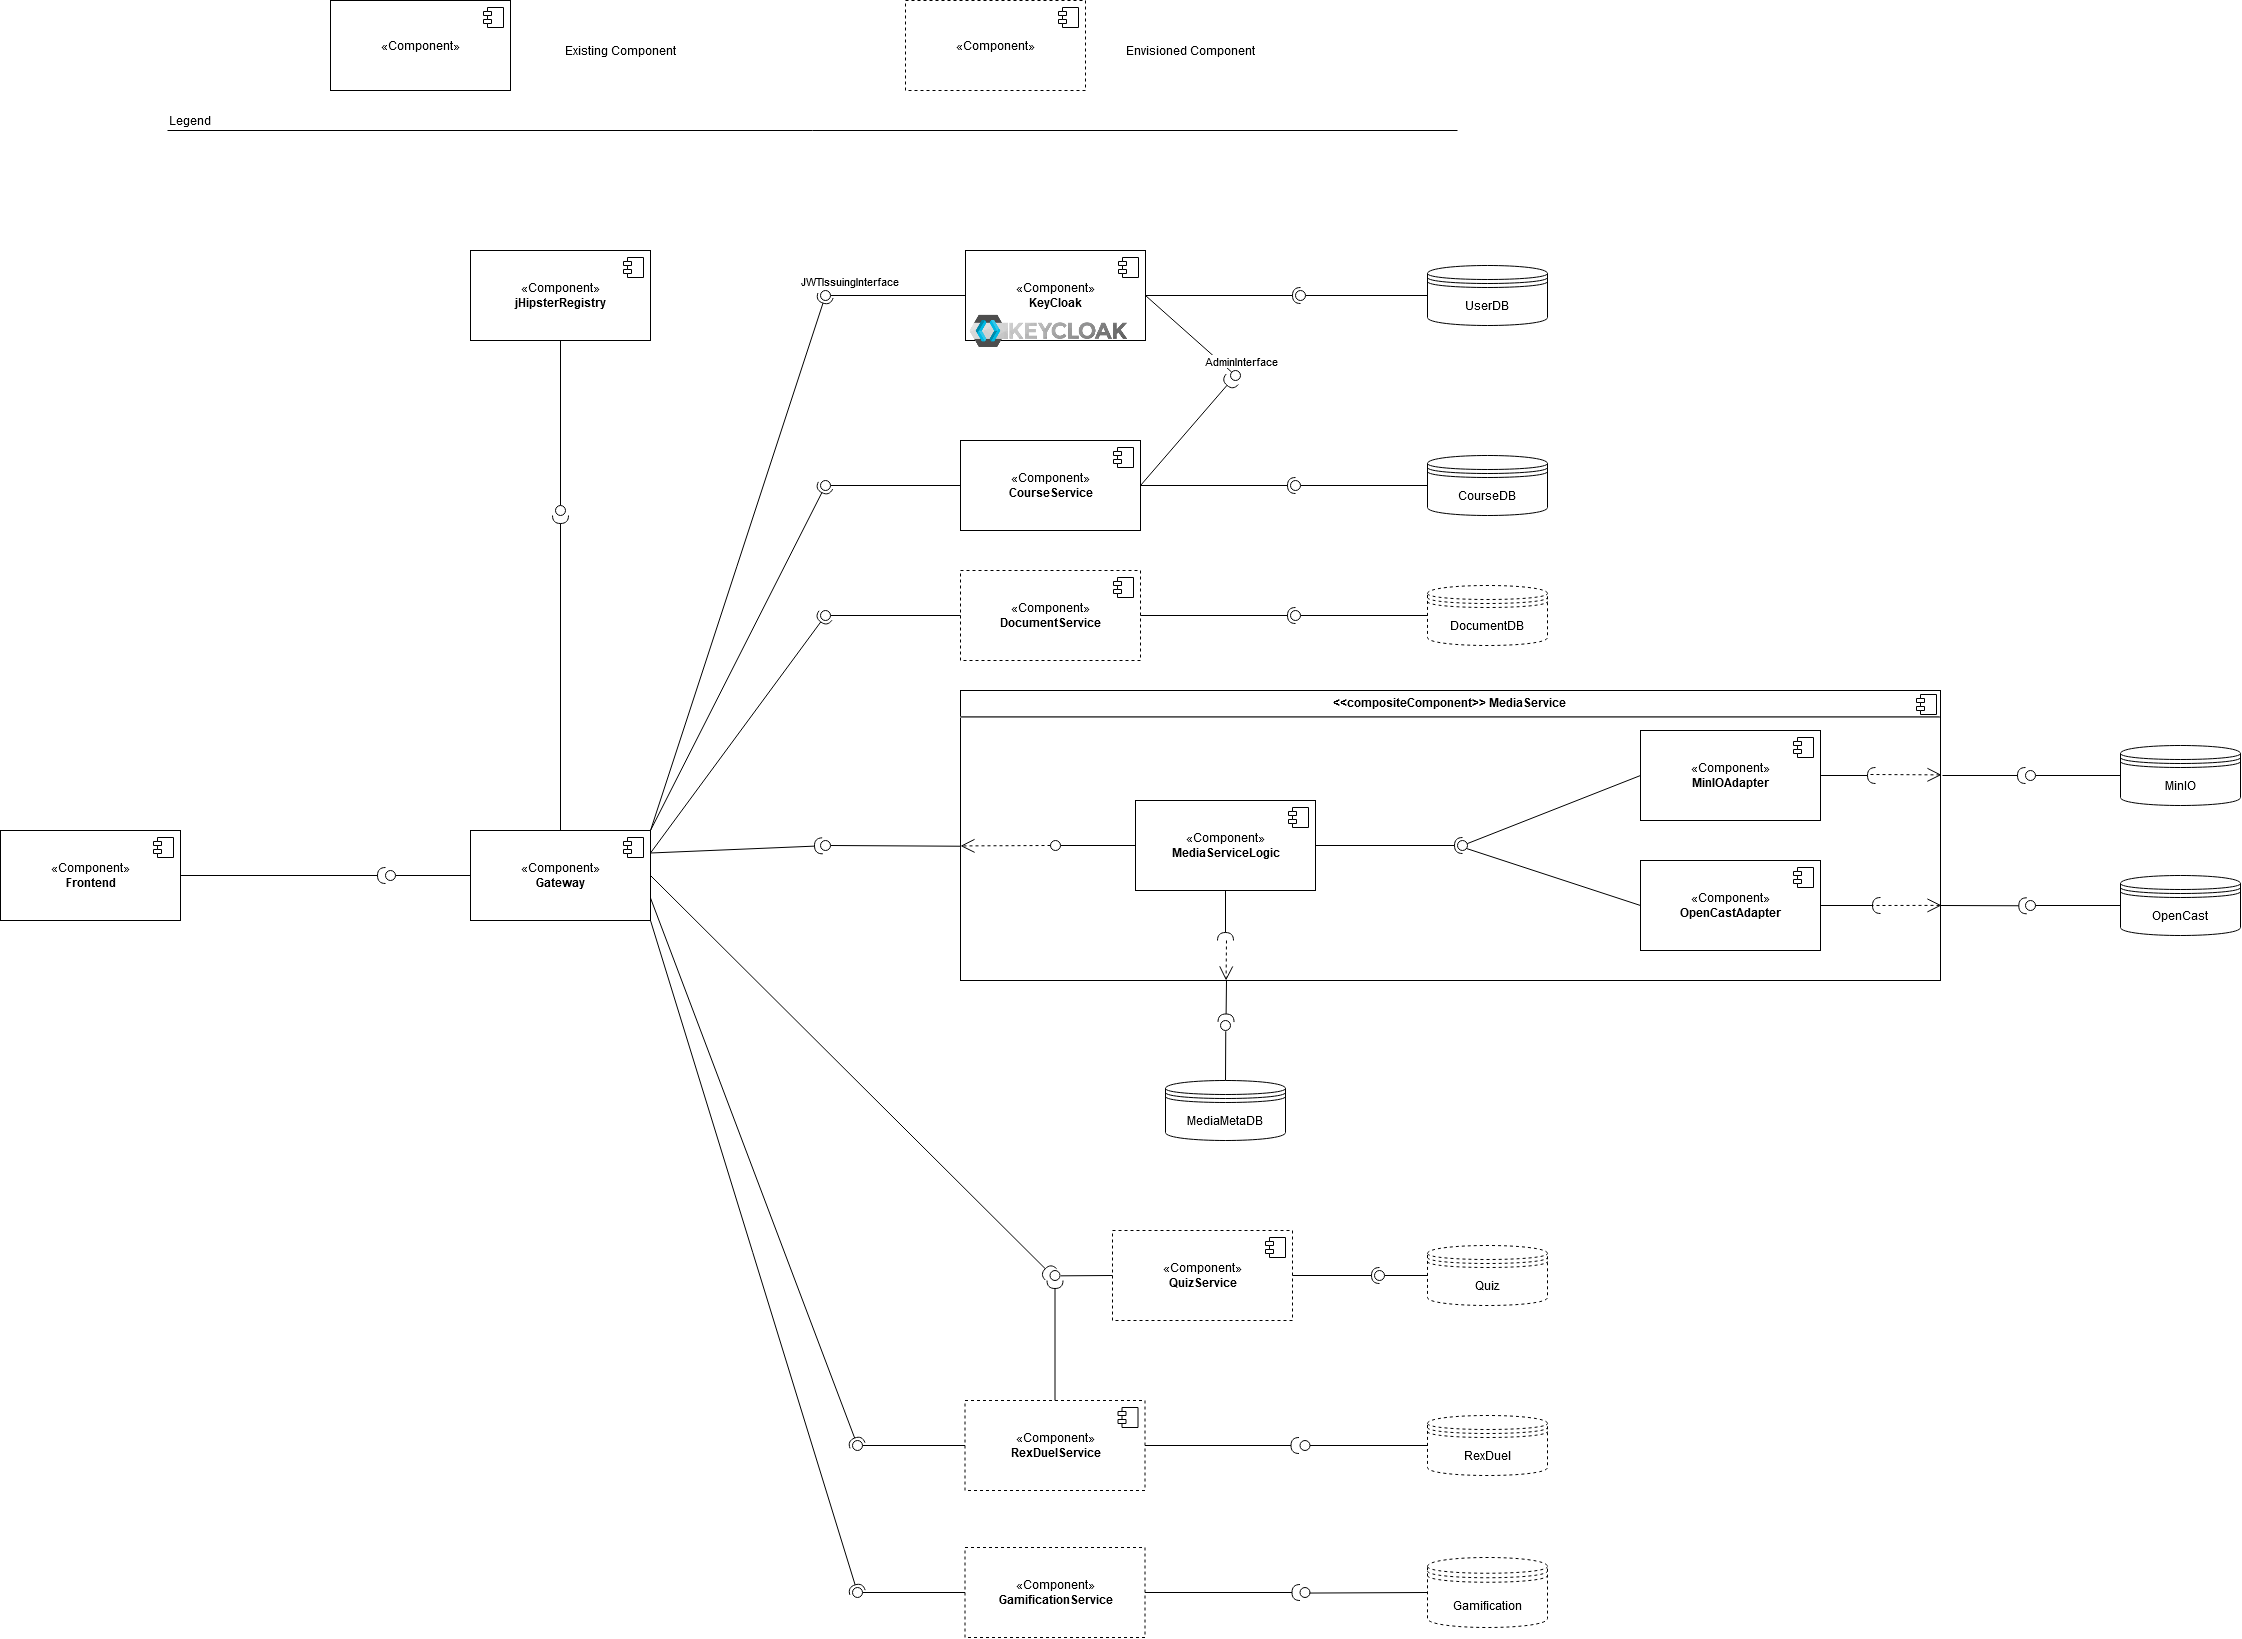 «Component»
Existing Component
«Component»
Envisioned Component
Legend
«Component»
jHipsterRegistry
JWTIssuingInterface
«Component»
KeyCloak
KEYCLOAK
UserDB
AdminInterface
«Component»
CourseService
CourseDB
«Component»
DocumentService
DocumentDB
<<compositeComponent>> MediaService
«Component»
MinIOAdapter
MinIO
«Component»
MediaServiceLogic
«Component»
Frontend
«Component»
Gateway
«Component»
OpenCastAdapter
OpenCast
MediaMetaDB
«Component»
QuizService
Quiz
«Component»
RexDuelService
RexDuel
«Component»
GamificationService
Gamification